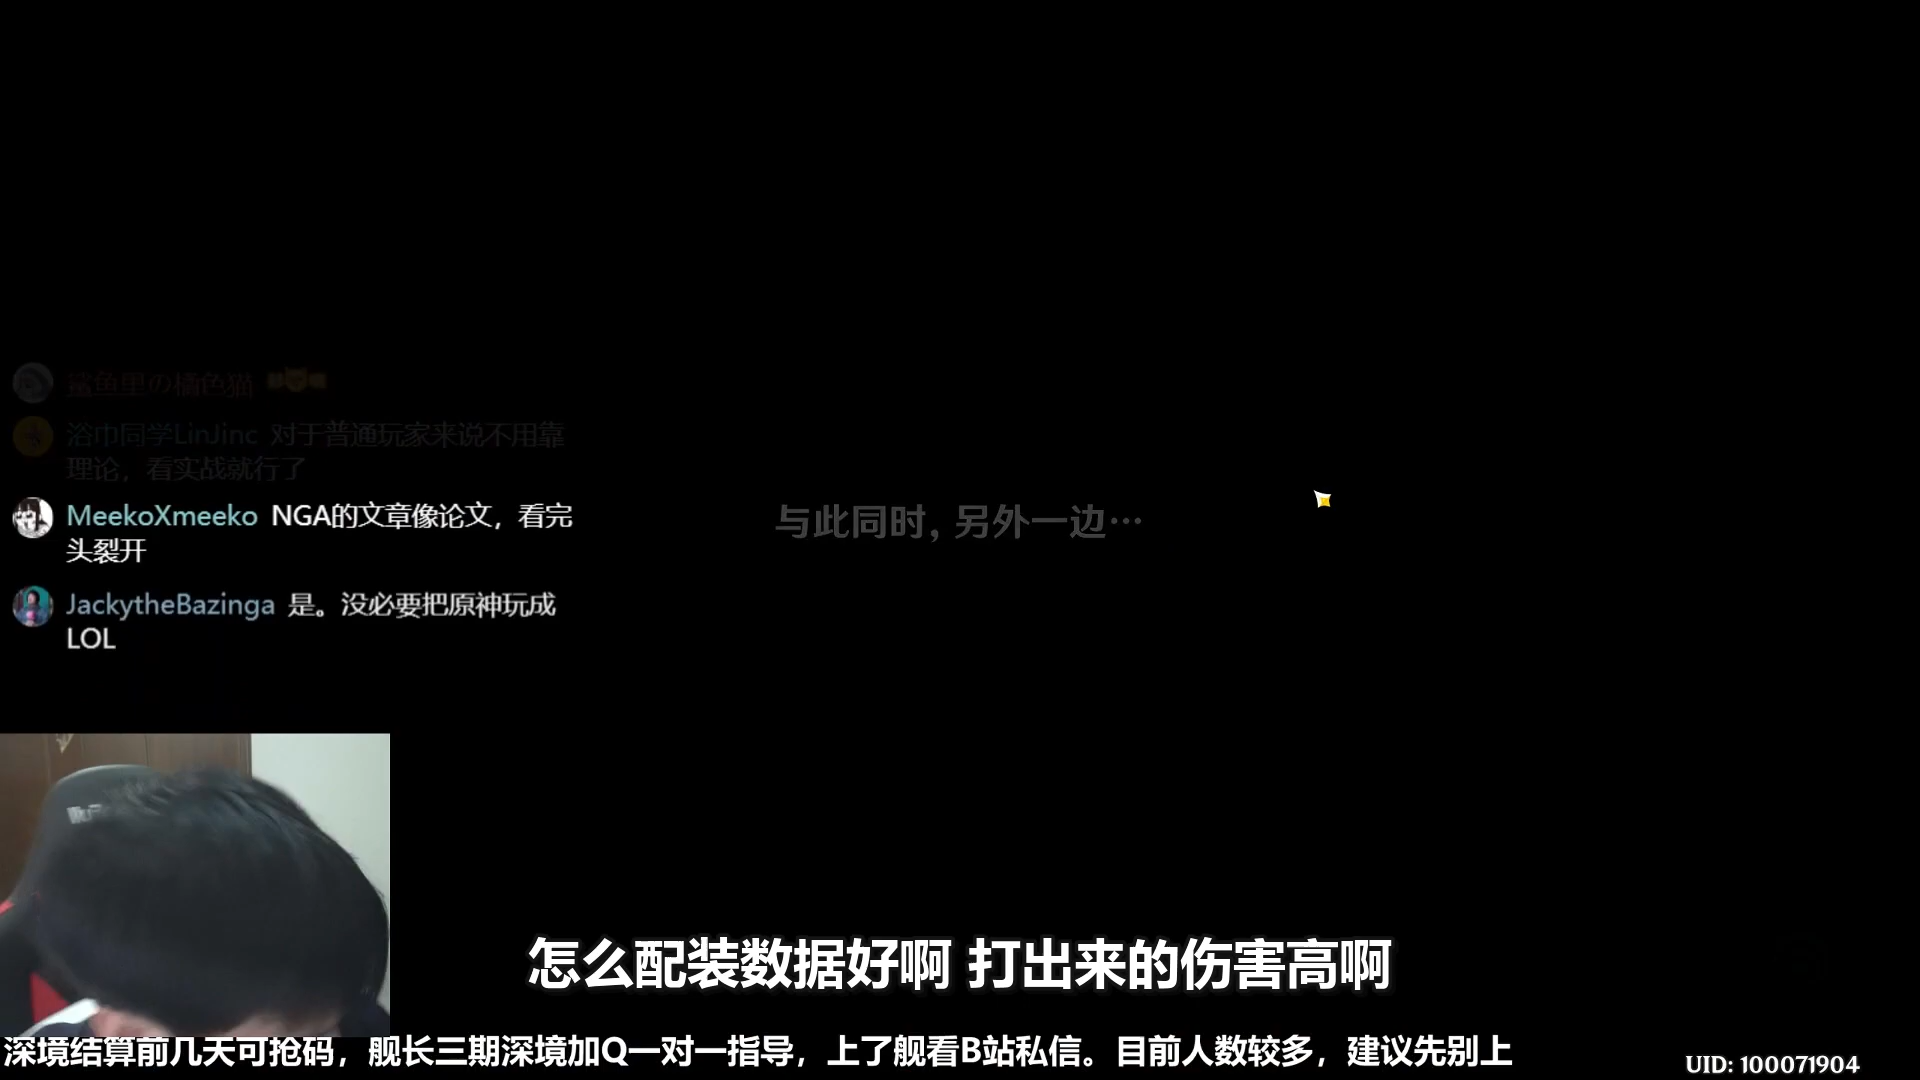 鲨鱼里の橘色猫
浴巾同学LinJinc 对于普通玩家来说不用靠
理论，看实战就行了
MeekoXmeeko NGA的文章像论文，看完
头裂开
与此同时，另外一边…
JackytheBazinga 是。没必要把原神玩成
LOL
怎么配装数据好啊 打出来的伤害高啊
深境结算前几天可抢码，舰长三期深境加Q一对一指导，上了舰看B站私信。目前人数较多，建议先别上
UID: 100071904